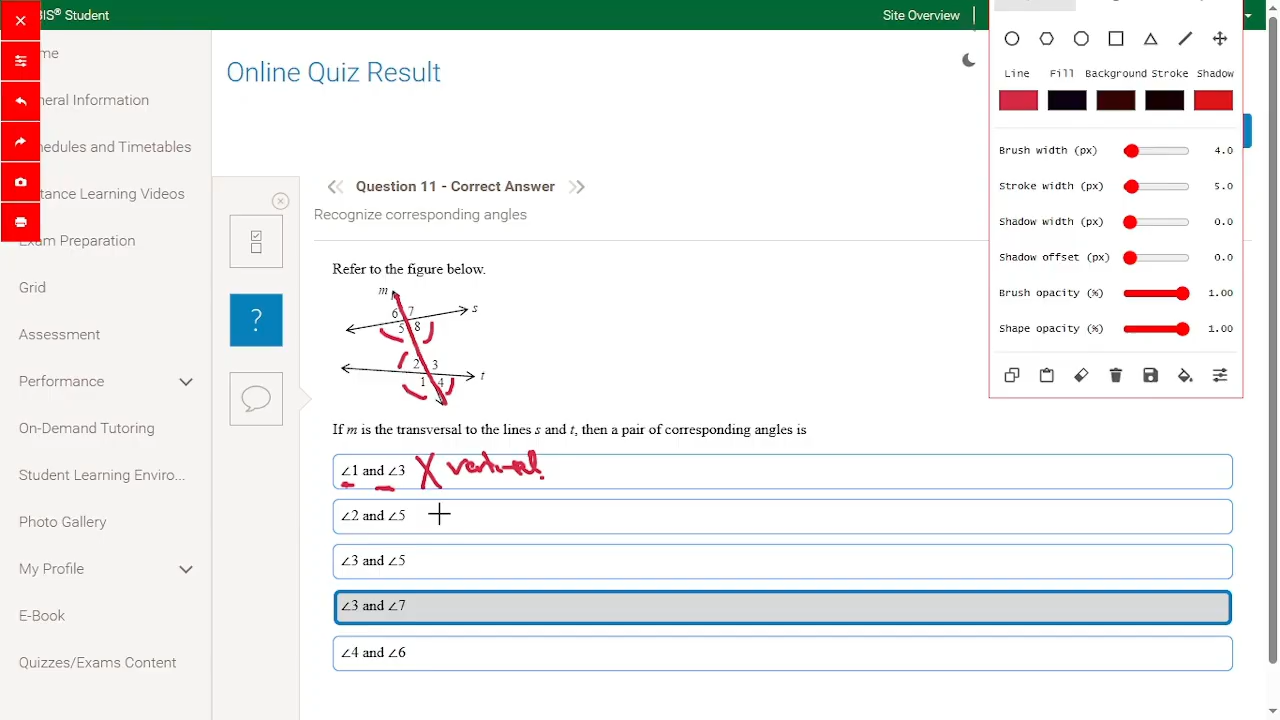 BIS® Student
Site Overview
me
neral Information
hedules and Timetables
tance Learning Videos
Exam Preparation
Grid
Assessment
Performance
On-Demand Tutoring
Student Learning Enviro...
Photo Gallery
My Profile
E-Book
Quizzes/Exams Content
Online Quiz Result
Question 11 - Correct Answer
Recognize corresponding angles
Refer to the figure below.
m
6 7 s
5 8
2 3
1 4 t
If m is the transversal to the lines s and t, then a pair of corresponding angles is
∠1 and ∠3 X vertical
∠2 and ∠5
∠3 and ∠5
∠3 and ∠7
∠4 and ∠6
?
Line Fill Background Stroke Shadow
Brush width (px) 4.0
Stroke width (px) 5.0
Shadow width (px) 0.0
Shadow offset (px) 0.0
Brush opacity (%) 1.00
Shape opacity (%) 1.00